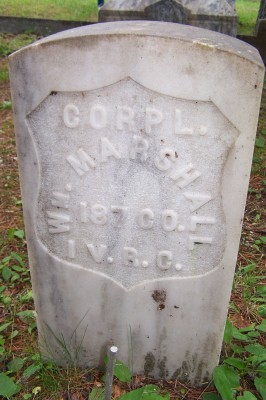 CORPL.
WM. MARSHALL
187 CO.
1 V.R.C.